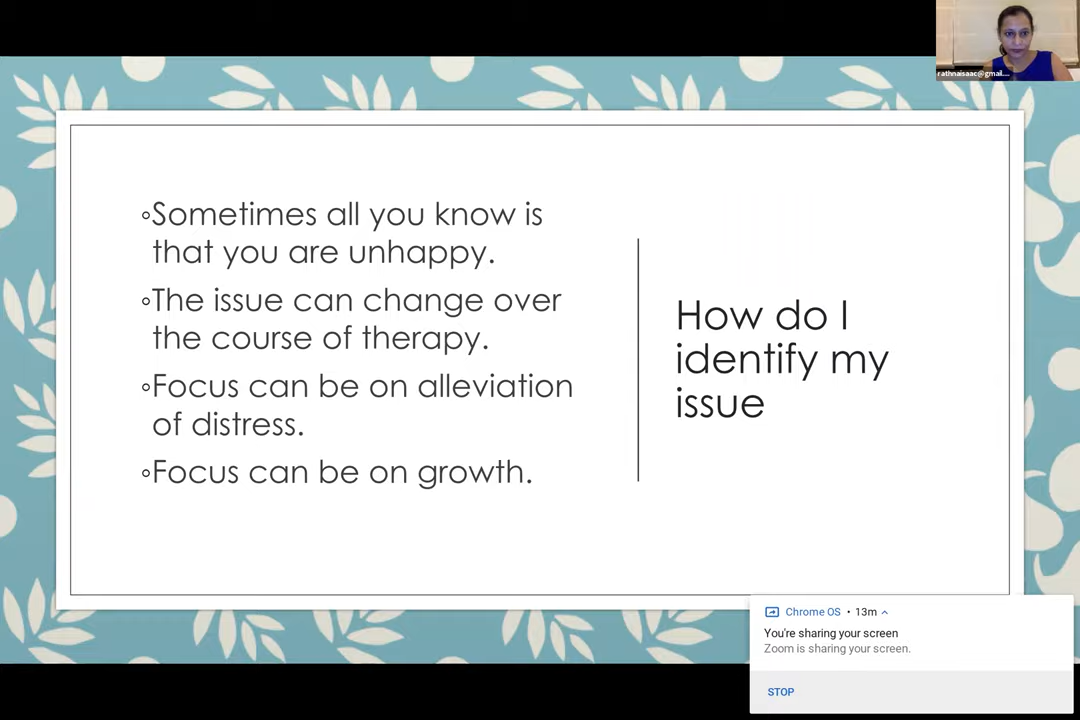 rathnaisaac@gmail....
◦Sometimes all you know is
that you are unhappy.
◦The issue can change over
the course of therapy.
◦Focus can be on alleviation
of distress.
◦Focus can be on growth.
How do I
identify my
issue
Chrome OS • 13m
You're sharing your screen
Zoom is sharing your screen.
STOP